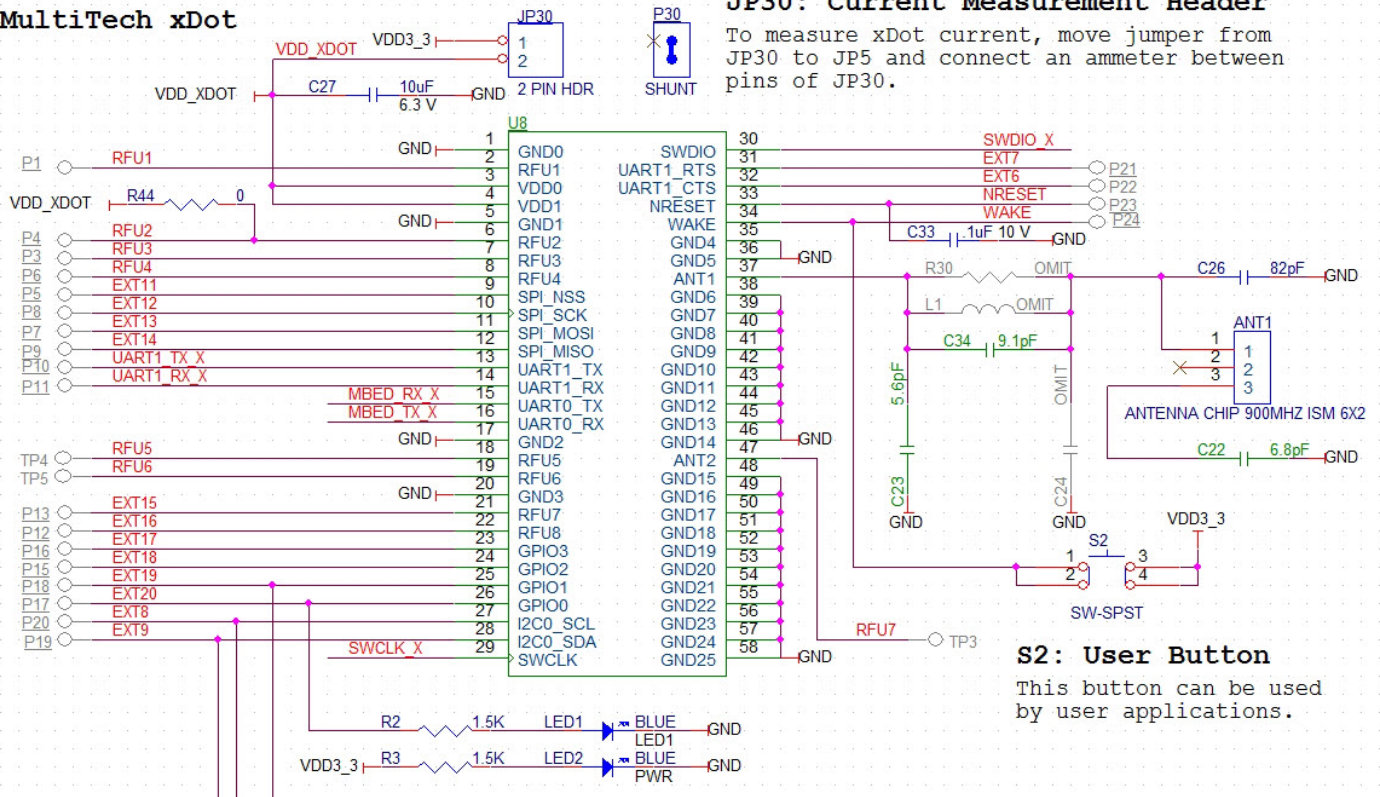 MultiTech xDot
JP30: Current Measurement Header
To measure xDot current, move jumper from
JP30 to JP5 and connect an ammeter between
pins of JP30.
JP30
VDD3_3
1
2
2 PIN HDR
VDD_XDOT
P30
SHUNT
VDD_XDOT
C27
10uF
6.3 V
GND
U8
GND 1 GND0
P1 RFU1 2 RFU1
3 VDD0
VDD_XDOT R44 0
4 VDD1
GND 5 GND1
P4 RFU2 6 RFU2
P3 RFU3 7 RFU3
P6 RFU4 8 RFU4
P5 EXT11 9 SPI_NSS
P8 EXT12 10 SPI_SCK
P7 EXT13 11 SPI_MOSI
P9 EXT14 12 SPI_MISO
P10 UART1_TX_X 13 UART1_TX
P11 UART1_RX_X 14 UART1_RX
MBED_RX_X 15 UART0_TX
MBED_TX_X 16 UART0_RX
GND 17 GND2
TP4 RFU5 18 RFU5
TP5 RFU6 19 RFU6
GND 20 GND3
P13 EXT15 21 RFU7
P12 EXT16 22 RFU8
P16 EXT17 23 GPIO3
P15 EXT18 24 GPIO2
P18 EXT19 25 GPIO1
P17 EXT20 26 GPIO0
P20 EXT8 27 I2C0_SCL
P19 EXT9 28 I2C0_SDA
SWCLK_X 29 SWCLK
SWDIO 30 SWDIO_X
UART1_RTS 31 EXT7 P21
UART1_CTS 32 EXT6 P22
NRESET 33 NRESET P23
WAKE 34 WAKE P24
GND4 35
GND5 36 GND
ANT1 37
GND6 38
GND7 39
GND8 40
GND9 41
GND10 42
GND11 43
GND12 44
GND13 45
GND14 46 GND
ANT2 47
GND15 48
GND16 49
GND17 50
GND18 51
GND19 52
GND20 53
GND21 54
GND22 55
GND23 56
GND24 57
GND25 58 GND
C33 .1uF 10 V GND
R30 OMIT
L1 OMIT
C34 9.1pF
5.6pF
C23
GND
OMIT
C24
GND
C26 82pF GND
ANT1
1 1
2 2
3 3
ANTENNA CHIP 900MHZ ISM 6X2
C22 6.8pF GND
VDD3_3
S2
1 3
2 4
SW-SPST
RFU7 TP3
S2: User Button
This button can be used
by user applications.
R2 1.5K LED1 BLUE GND
LED1
VDD3_3 R3 1.5K LED2 BLUE GND
PWR